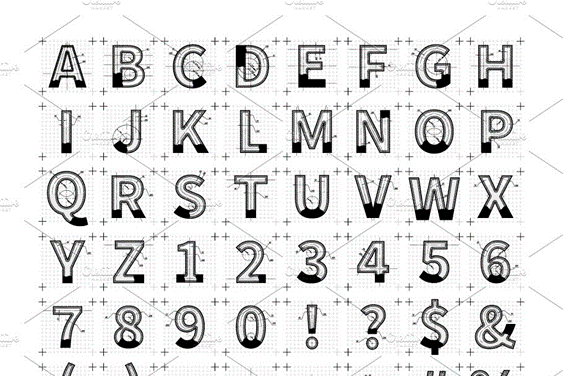 A B C D E F G H
I J K L M N O P
Q R S T U V W X
Y Z 1 2 3 4 5 6
7 8 9 0 ! ? $ &